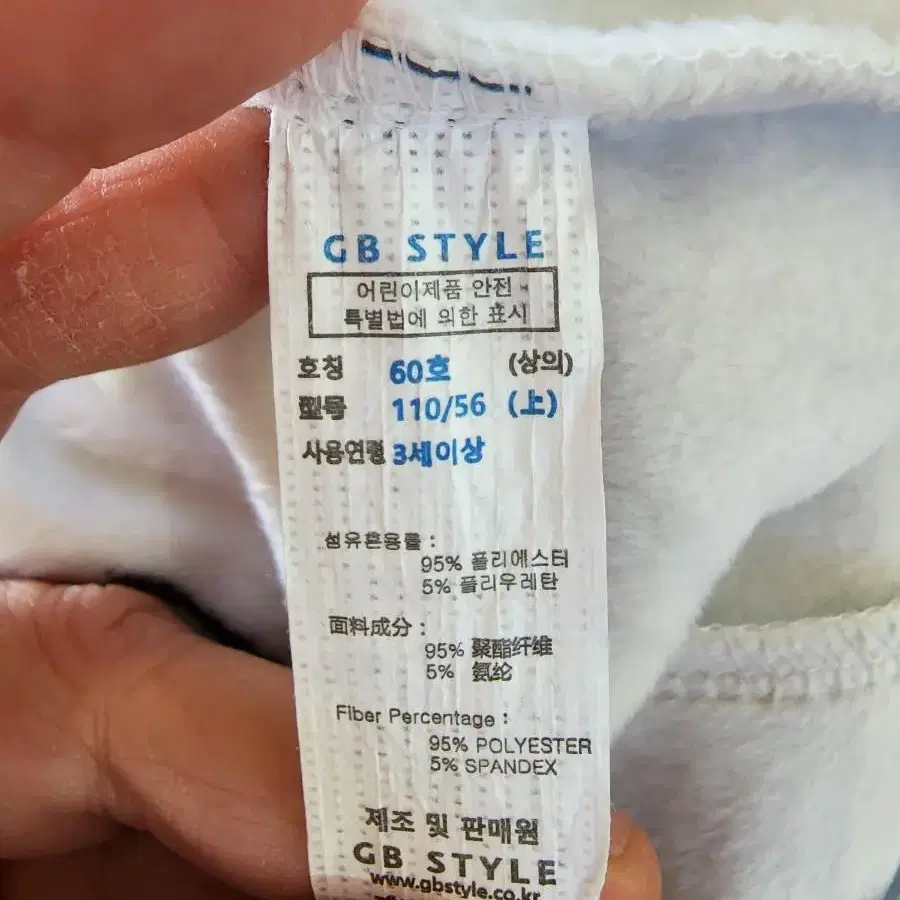 GB STYLE
어린이제품 안전
특별법에 의한 표시
호칭 60호 (상의)
型号 110/56 (上)
사용연령 3세이상
섬유혼용률 :
95% 폴리에스터
5% 폴리우레탄
面料成分 :
95% 聚酯纤维
5% 氨纶
Fiber Percentage :
95% POLYESTER
5% SPANDEX
제조 및 판매원
GB STYLE
www.gbstyle.co.kr